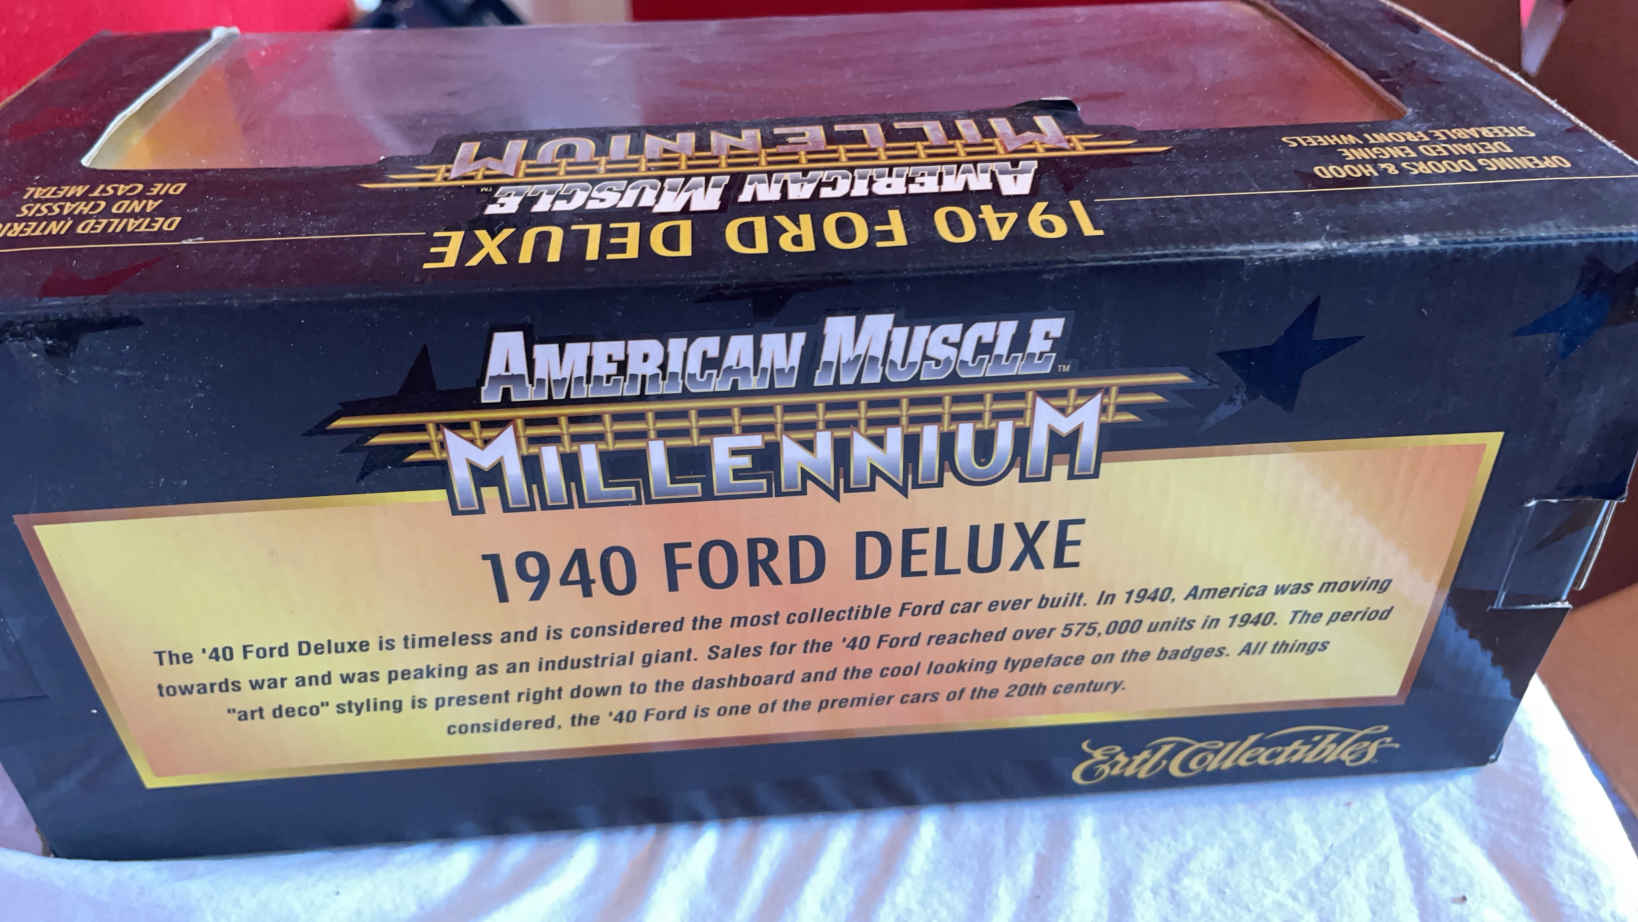 DETAILED INTERI
AND CHASSIS
DIE CAST METAL
1940 FORD DELUXE
AMERICAN MUSCLE™
MILLENNIUM
OPENING DOORS & HOOD
DETAILED ENGINE
STEERABLE FRONT WHEELS
AMERICAN MUSCLE™
MILLENNIUM
1940 FORD DELUXE
The '40 Ford Deluxe is timeless and is considered the most collectible Ford car ever built. In 1940, America was moving
towards war and was peaking as an industrial giant. Sales for the '40 Ford reached over 575,000 units in 1940. The period
"art deco" styling is present right down to the dashboard and the cool looking typeface on the badges. All things
considered, the '40 Ford is one of the premier cars of the 20th century.
Ertl Collectibles